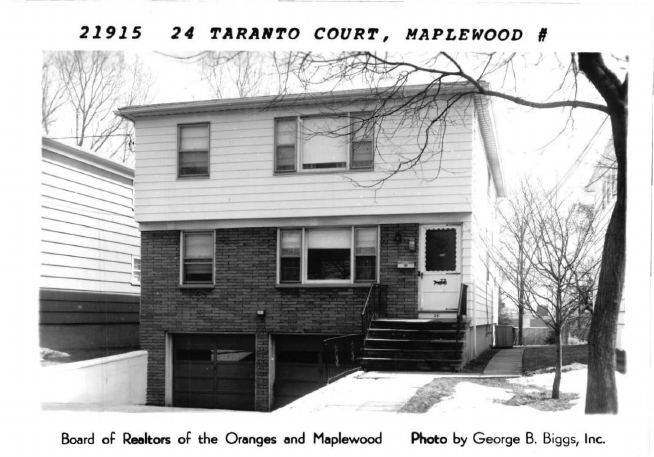 21915 24 TARANTO COURT, MAPLEWOOD #
Board of Realtors of the Oranges and Maplewood Photo by George B. Biggs, Inc.